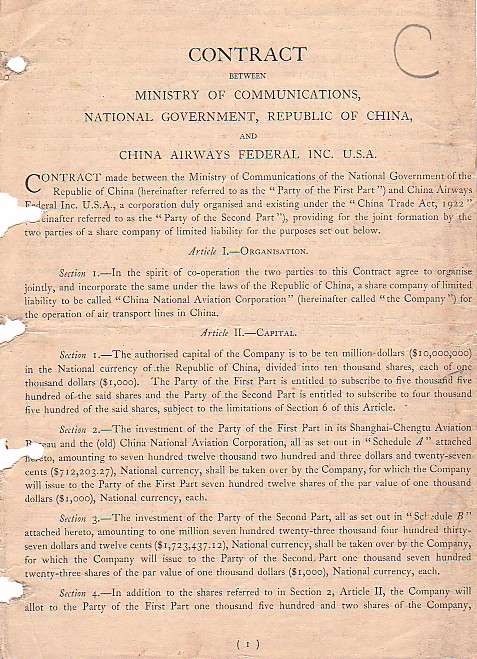 C
CONTRACT
BETWEEN
MINISTRY OF COMMUNICATIONS,
NATIONAL GOVERNMENT, REPUBLIC OF CHINA,
AND
CHINA AIRWAYS FEDERAL INC. U.S.A.
CONTRACT made between the Ministry of Communications of the National Government of the
Republic of China (hereinafter referred to as the “Party of the First Part”) and China Airways
Federal Inc. U.S.A., a corporation duly organised and existing under the “China Trade Act, 1922”
einafter referred to as the “Party of the Second Part”), providing for the joint formation by the
two parties of a share company of limited liability for the purposes set out below.
Article I.—ORGANISATION.
Section 1.—In the spirit of co-operation the two parties to this Contract agree to organise
jointly, and incorporate the same under the laws of the Republic of China, a share company of limited
liability to be called “China National Aviation Corporation” (hereinafter called “the Company”) for
the operation of air transport lines in China.
Article II.—CAPITAL.
Section 1.—The authorised capital of the Company is to be ten million dollars ($10,000,000)
in the National currency of the Republic of China, divided into ten thousand shares, each of one
thousand dollars ($1,000). The Party of the First Part is entitled to subscribe to five thousand five
hundred of the said shares and the Party of the Second Part is entitled to subscribe to four thousand
five hundred of the said shares, subject to the limitations of Section 6 of this Article.
Section 2.—The investment of the Party of the First Part in its Shanghai-Chengtu Aviation
Bureau and the (old) China National Aviation Corporation, all as set out in “Schedule A” attached
hereto, amounting to seven hundred twelve thousand two hundred and three dollars and twenty-seven
cents ($712,203.27), National currency, shall be taken over by the Company, for which the Company
will issue to the Party of the First Part seven hundred twelve shares of the par value of one thousand
dollars ($1,000), National currency, each.
Section 3.—The investment of the Party of the Second Part, all as set out in “Schedule B”
attached hereto, amounting to one million seven hundred twenty-three thousand four hundred thirty-
seven dollars and twelve cents ($1,723,437.12), National currency, shall be taken over by the Company,
for which the Company will issue to the Party of the Second Part one thousand seven hundred
twenty-three shares of the par value of one thousand dollars ($1,000), National currency, each.
Section 4.—In addition to the shares referred to in Section 2, Article II, the Company will
allot to the Party of the First Part one thousand five hundred and two shares of the Company,
( 1 )